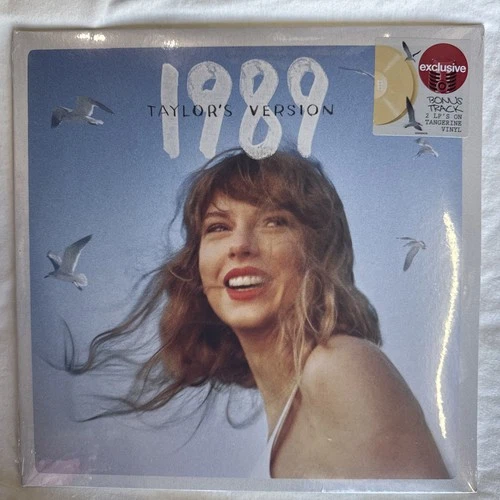 1989
TAYLOR'S VERSION
exclusive
BONUS
TRACK
2 LP'S ON
TANGERINE
VINYL